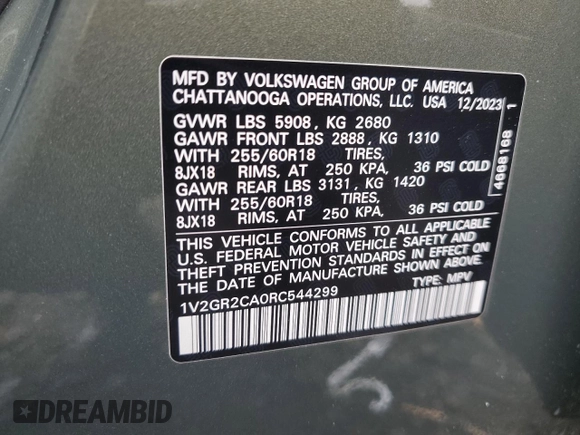 MFD BY VOLKSWAGEN GROUP OF AMERICA
CHATTANOOGA OPERATIONS, LLC. USA 12/2023
GVWR LBS 5908, KG 2680
GAWR FRONT LBS 2888, KG 1310
WITH 255/60R18 TIRES,
8JX18 RIMS, AT 250 KPA, 36 PSI COLD
GAWR REAR LBS 3131, KG 1420
WITH 255/60R18 TIRES,
8JX18 RIMS, AT 250 KPA, 36 PSI COLD
THIS VEHICLE CONFORMS TO ALL APPLICABLE
U.S. FEDERAL MOTOR VEHICLE SAFETY AND
THEFT PREVENTION STANDARDS IN EFFECT ON
THE DATE OF MANUFACTURE SHOWN ABOVE.
1V2GR2CA0RC544299 TYPE: MPV
4668168 1
DREAMBID